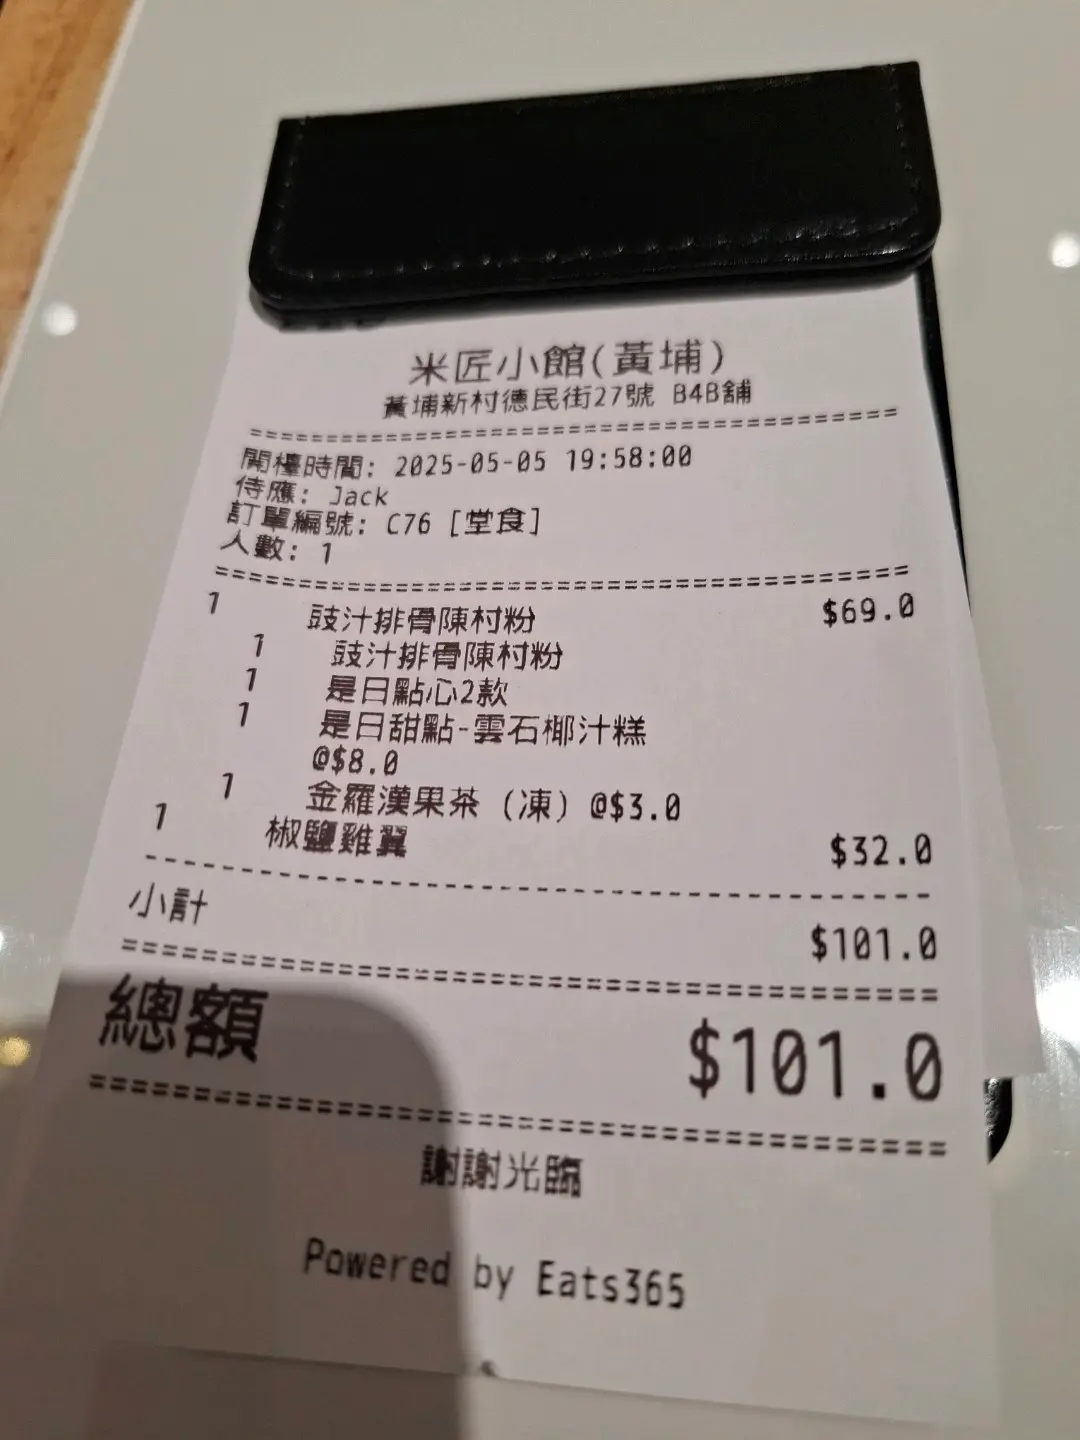 米匠小館(黃埔)
黃埔新村德民街27號 B4B舖
開檯時間: 2025-05-05 19:58:00
侍應: Jack
訂單編號: C76 [堂食]
人數: 1
1 豉汁排骨陳村粉 $69.0
1 豉汁排骨陳村粉
1 是日點心2款
1 是日甜點-雲石椰汁糕
@$8.0
1 金羅漢果茶 (凍) @$3.0
1 椒鹽雞翼 $32.0
小計 $101.0
總額 $101.0
謝謝光臨
Powered by Eats365